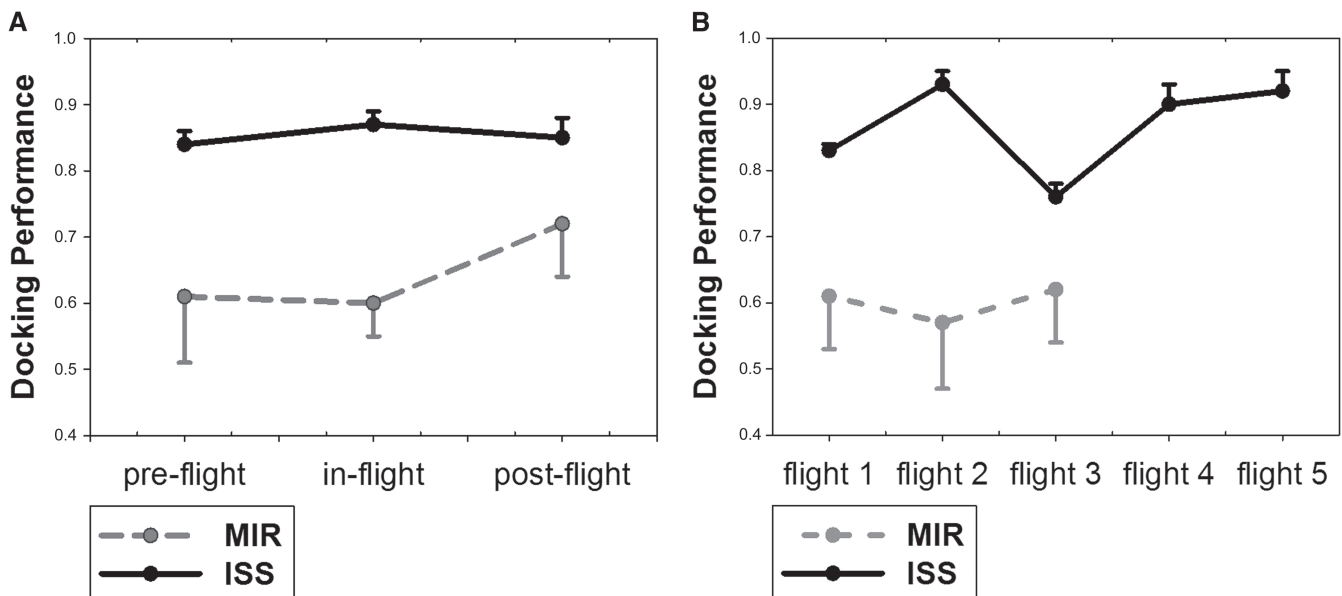 A
Docking Performance
1.0
0.9
0.8
0.7
0.6
0.5
0.4
pre-flight in-flight post-flight
MIR
ISS
B
Docking Performance
1.0
0.9
0.8
0.7
0.6
0.5
0.4
flight 1 flight 2 flight 3 flight 4 flight 5
MIR
ISS